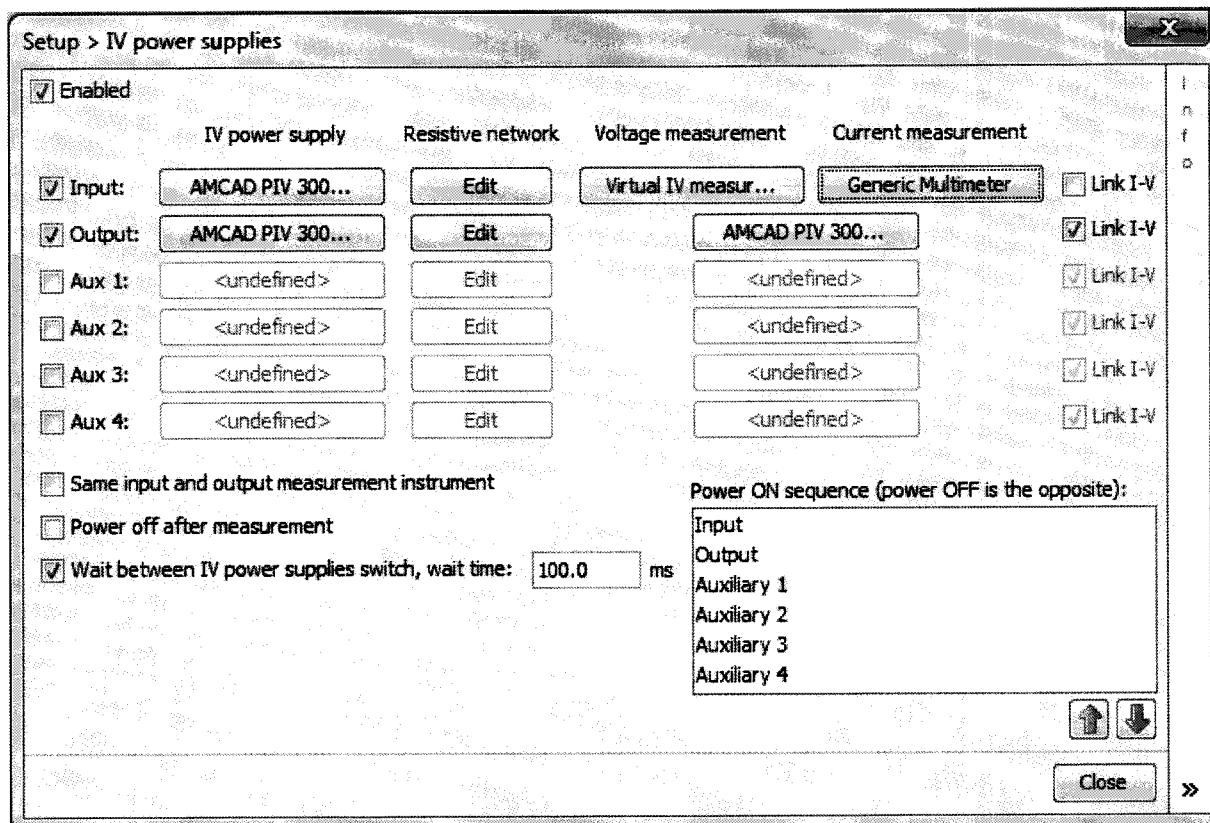 Setup > IV power supplies
Enabled
IV power supply Resistive network Voltage measurement Current measurement
Input: AMCAD PIV 300... Edit Virtual IV measur... Generic Multimeter Link I-V
Output: AMCAD PIV 300... Edit AMCAD PIV 300... Link I-V
Aux 1: <undefined> Edit <undefined> Link I-V
Aux 2: <undefined> Edit <undefined> Link I-V
Aux 3: <undefined> Edit <undefined> Link I-V
Aux 4: <undefined> Edit <undefined> Link I-V
Same input and output measurement instrument
Power off after measurement
Wait between IV power supplies switch, wait time: 100.0 ms
Power ON sequence (power OFF is the opposite):
Input
Output
Auxiliary 1
Auxiliary 2
Auxiliary 3
Auxiliary 4
Close
»
Info